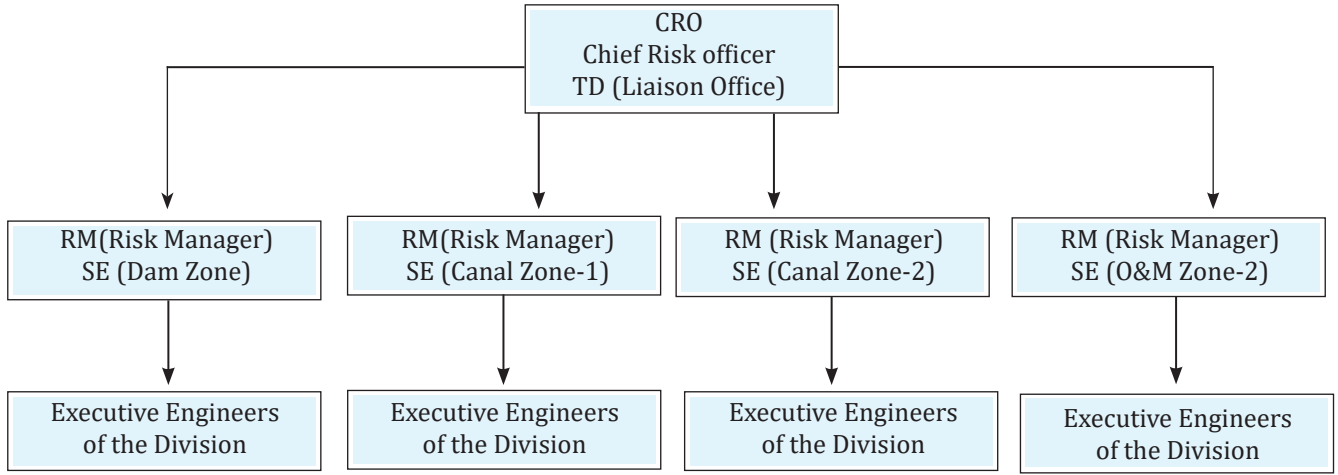 CRO
Chief Risk officer
TD (Liaison Office)
RM(Risk Manager)
SE (Dam Zone)
RM(Risk Manager)
SE (Canal Zone-1)
RM (Risk Manager)
SE (Canal Zone-2)
RM (Risk Manager)
SE (O&M Zone-2)
Executive Engineers
of the Division
Executive Engineers
of the Division
Executive Engineers
of the Division
Executive Engineers
of the Division